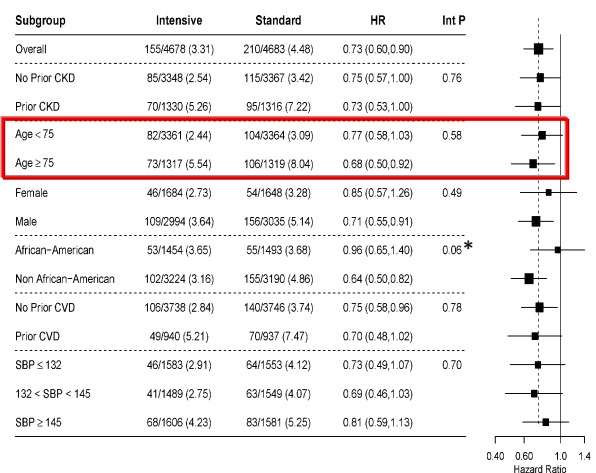 Subgroup Intensive Standard HR Int P
Overall 155/4678 (3.31) 210/4683 (4.48) 0.73 (0.60,0.90)
No Prior CKD 85/3348 (2.54) 115/3367 (3.42) 0.75 (0.57,1.00) 0.76
Prior CKD 70/1330 (5.26) 95/1316 (7.22) 0.73 (0.53,1.00)
Age < 75 82/3361 (2.44) 104/3364 (3.09) 0.77 (0.58,1.03) 0.58
Age ≥ 75 73/1317 (5.54) 106/1319 (8.04) 0.68 (0.50,0.92)
Female 46/1684 (2.73) 54/1648 (3.28) 0.85 (0.57,1.26) 0.49
Male 109/2994 (3.64) 156/3035 (5.14) 0.71 (0.55,0.91)
African−American 53/1454 (3.65) 55/1493 (3.68) 0.96 (0.65,1.40) 0.06 *
Non African−American 102/3224 (3.16) 155/3190 (4.86) 0.64 (0.50,0.82)
No Prior CVD 106/3738 (2.84) 140/3746 (3.74) 0.75 (0.58,0.96) 0.78
Prior CVD 49/940 (5.21) 70/937 (7.47) 0.70 (0.48,1.02)
SBP ≤ 132 46/1583 (2.91) 64/1553 (4.12) 0.73 (0.49,1.07) 0.70
132 < SBP < 145 41/1489 (2.75) 63/1549 (4.07) 0.69 (0.46,1.03)
SBP ≥ 145 68/1606 (4.23) 83/1581 (5.25) 0.81 (0.59,1.13)
0.40 0.60 1.0 1.4
Hazard Ratio